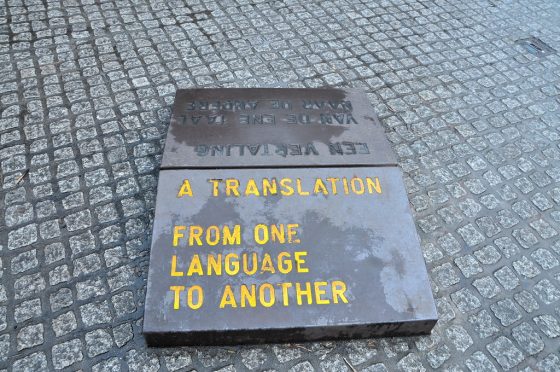 A TRANSLATION
FROM ONE
LANGUAGE
TO ANOTHER
EEN VERTALING
VAN DE ENE TAAL
NAAR DE ANDERE